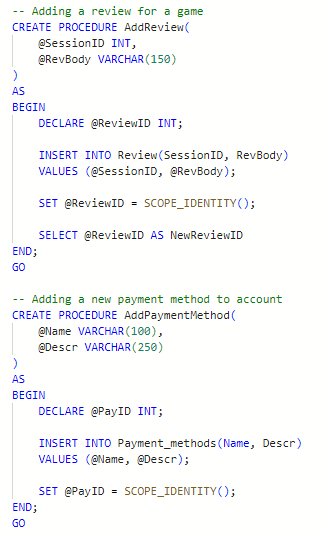 -- Adding a review for a game
CREATE PROCEDURE AddReview(
    @SessionID INT,
    @RevBody VARCHAR(150)
)
AS
BEGIN
    DECLARE @ReviewID INT;

    INSERT INTO Review(SessionID, RevBody)
    VALUES (@SessionID, @RevBody);

    SET @ReviewID = SCOPE_IDENTITY();

    SELECT @ReviewID AS NewReviewID
END;
GO

-- Adding a new payment method to account
CREATE PROCEDURE AddPaymentMethod(
    @Name VARCHAR(100),
    @Descr VARCHAR(250)
)
AS
BEGIN
    DECLARE @PayID INT;

    INSERT INTO Payment_methods(Name, Descr)
    VALUES (@Name, @Descr);

    SET @PayID = SCOPE_IDENTITY();
END;
GO